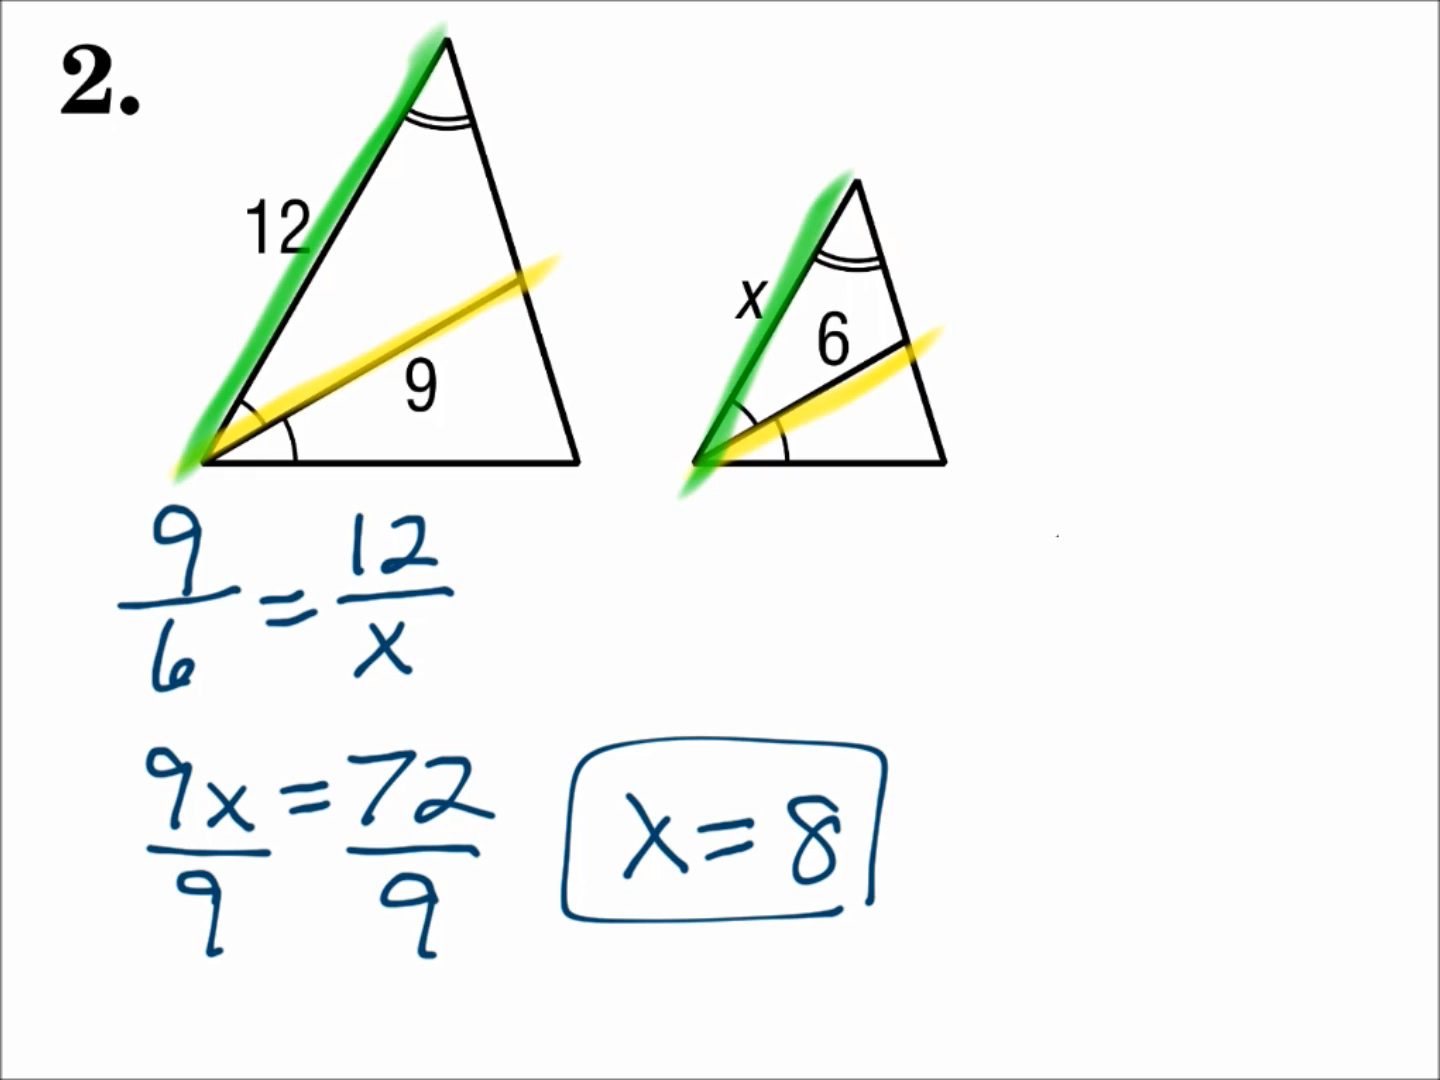 2.
12
9
x
6
9/6 = 12/x
9x/9 = 72/9
x = 8